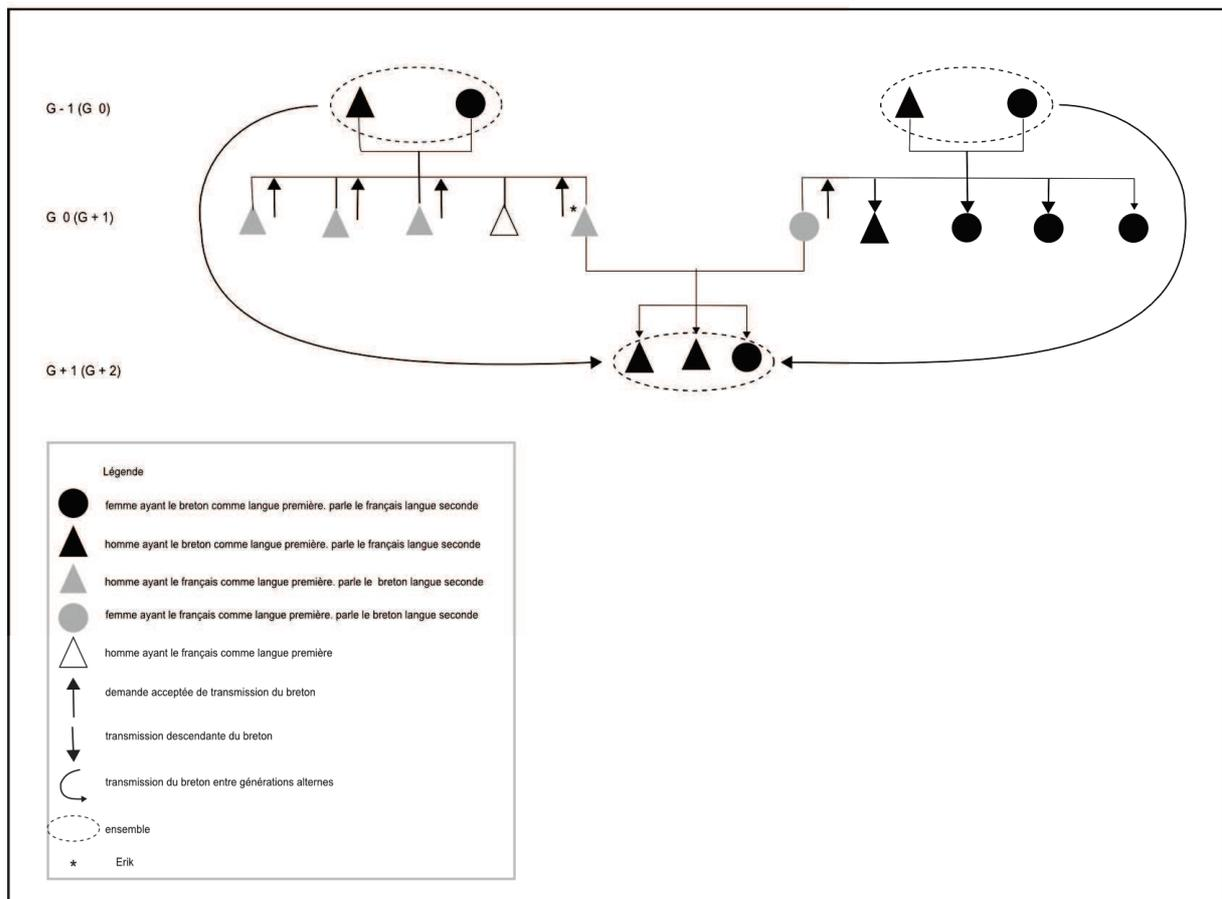 G - 1 (G 0)
*
G 0 (G + 1)
G + 1 (G + 2)
Légende
femme ayant le breton comme langue première. parle le français langue seconde
homme ayant le breton comme langue première. parle le français langue seconde
homme ayant le français comme langue première. parle le breton langue seconde
femme ayant le français comme langue première. parle le breton langue seconde
homme ayant le français comme langue première
demande acceptée de transmission du breton
transmission descendante du breton
transmission du breton entre générations alternes
ensemble
* Erik